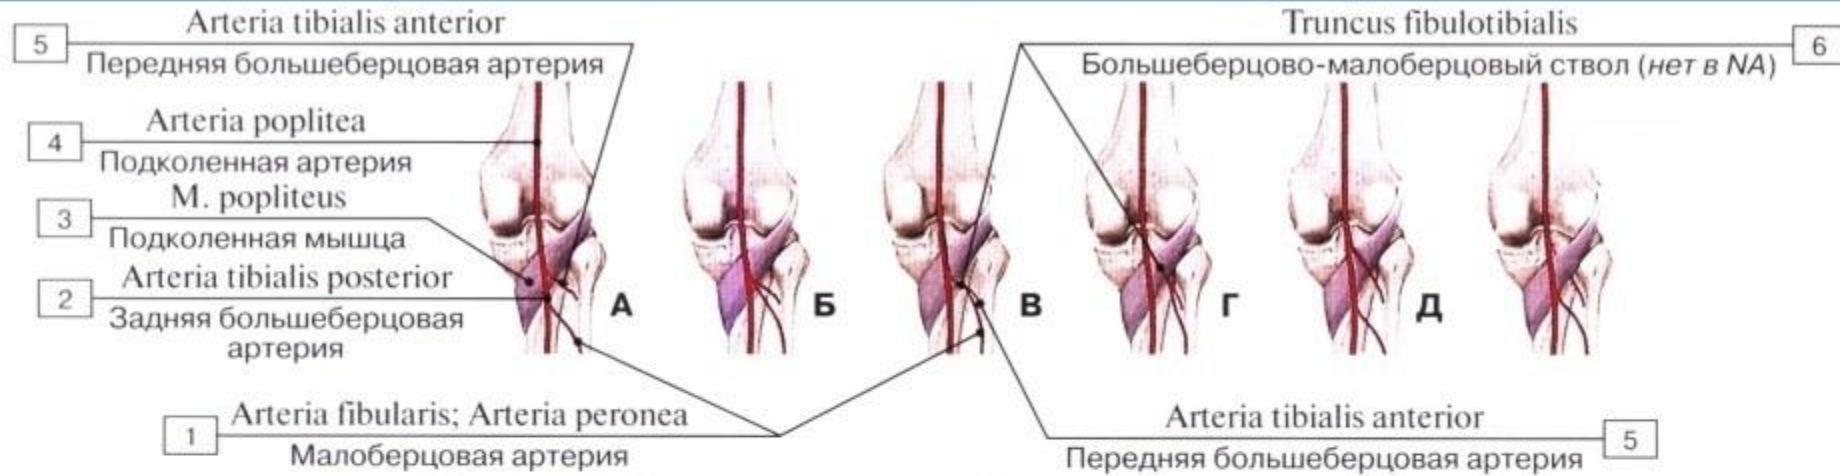 5
Arteria tibialis anterior
Передняя большеберцовая артерия
Truncus fibulotibialis
6
Большеберцово-малоберцовый ствол (нет в NA)
4
Arteria poplitea
Подколенная артерия
3
M. popliteus
Подколенная мышца
2
Arteria tibialis posterior
Задняя большеберцовая
артерия
А
Б
В
Г
Д
1
Arteria fibularis; Arteria peronea
Малоберцовая артерия
Arteria tibialis anterior
5
Передняя большеберцовая артерия